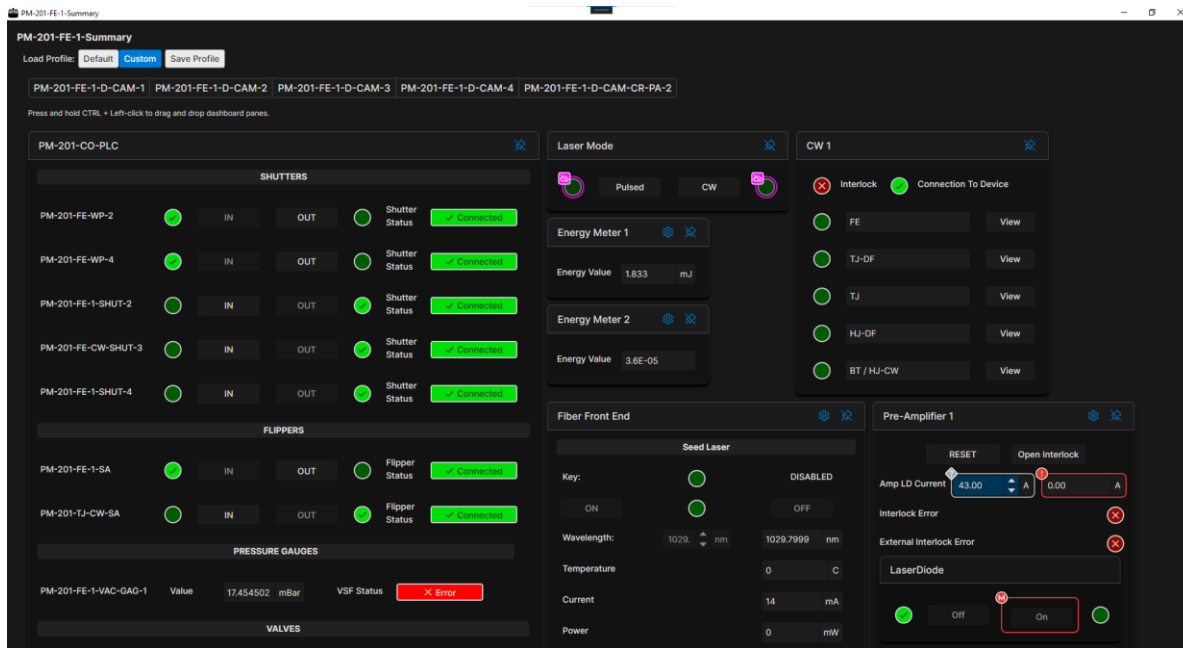 PM-201-FE-1-Summary
PM-201-FE-1-Summary
Load Profile: Default Custom Save Profile
PM-201-FE-1-D-CAM-1 PM-201-FE-1-D-CAM-2 PM-201-FE-1-D-CAM-3 PM-201-FE-1-D-CAM-4 PM-201-FE-1-D-CAM-CR-PA-2
Press and hold CTRL + Left-click to drag and drop dashboard panes.
PM-201-CO-PLC
SHUTTERS
PM-201-FE-WP-2 IN OUT Shutter Status Connected
PM-201-FE-WP-4 IN OUT Shutter Status Connected
PM-201-FE-1-SHUT-2 IN OUT Shutter Status Connected
PM-201-FE-CW-SHUT-3 IN OUT Shutter Status Connected
PM-201-FE-1-SHUT-4 IN OUT Shutter Status Connected
FLIPPERS
PM-201-FE-1-SA IN OUT Flipper Status Connected
PM-201-TJ-CW-SA IN OUT Flipper Status Connected
PRESSURE GAUGES
PM-201-FE-1-VAC-GAG-1 Value 17.454502 mBar VSF Status Error
VALVES
Laser Mode
Pulsed CW
Energy Meter 1
Energy Value 1.833 mJ
Energy Meter 2
Energy Value 3.6E-05
CW 1
Interlock Connection To Device
FE View
TJ-DF View
TJ View
HJ-DF View
BT / HJ-CW View
Fiber Front End
Seed Laser
Key: DISABLED
ON OFF
Wavelength: 1029. nm 1029.7999 nm
Temperature 0 C
Current 14 mA
Power 0 mW
Pre-Amplifier 1
RESET Open Interlock
Amp LD Current 43.00 A ! 0.00 A
Interlock Error
External Interlock Error
LaserDiode
Off M On